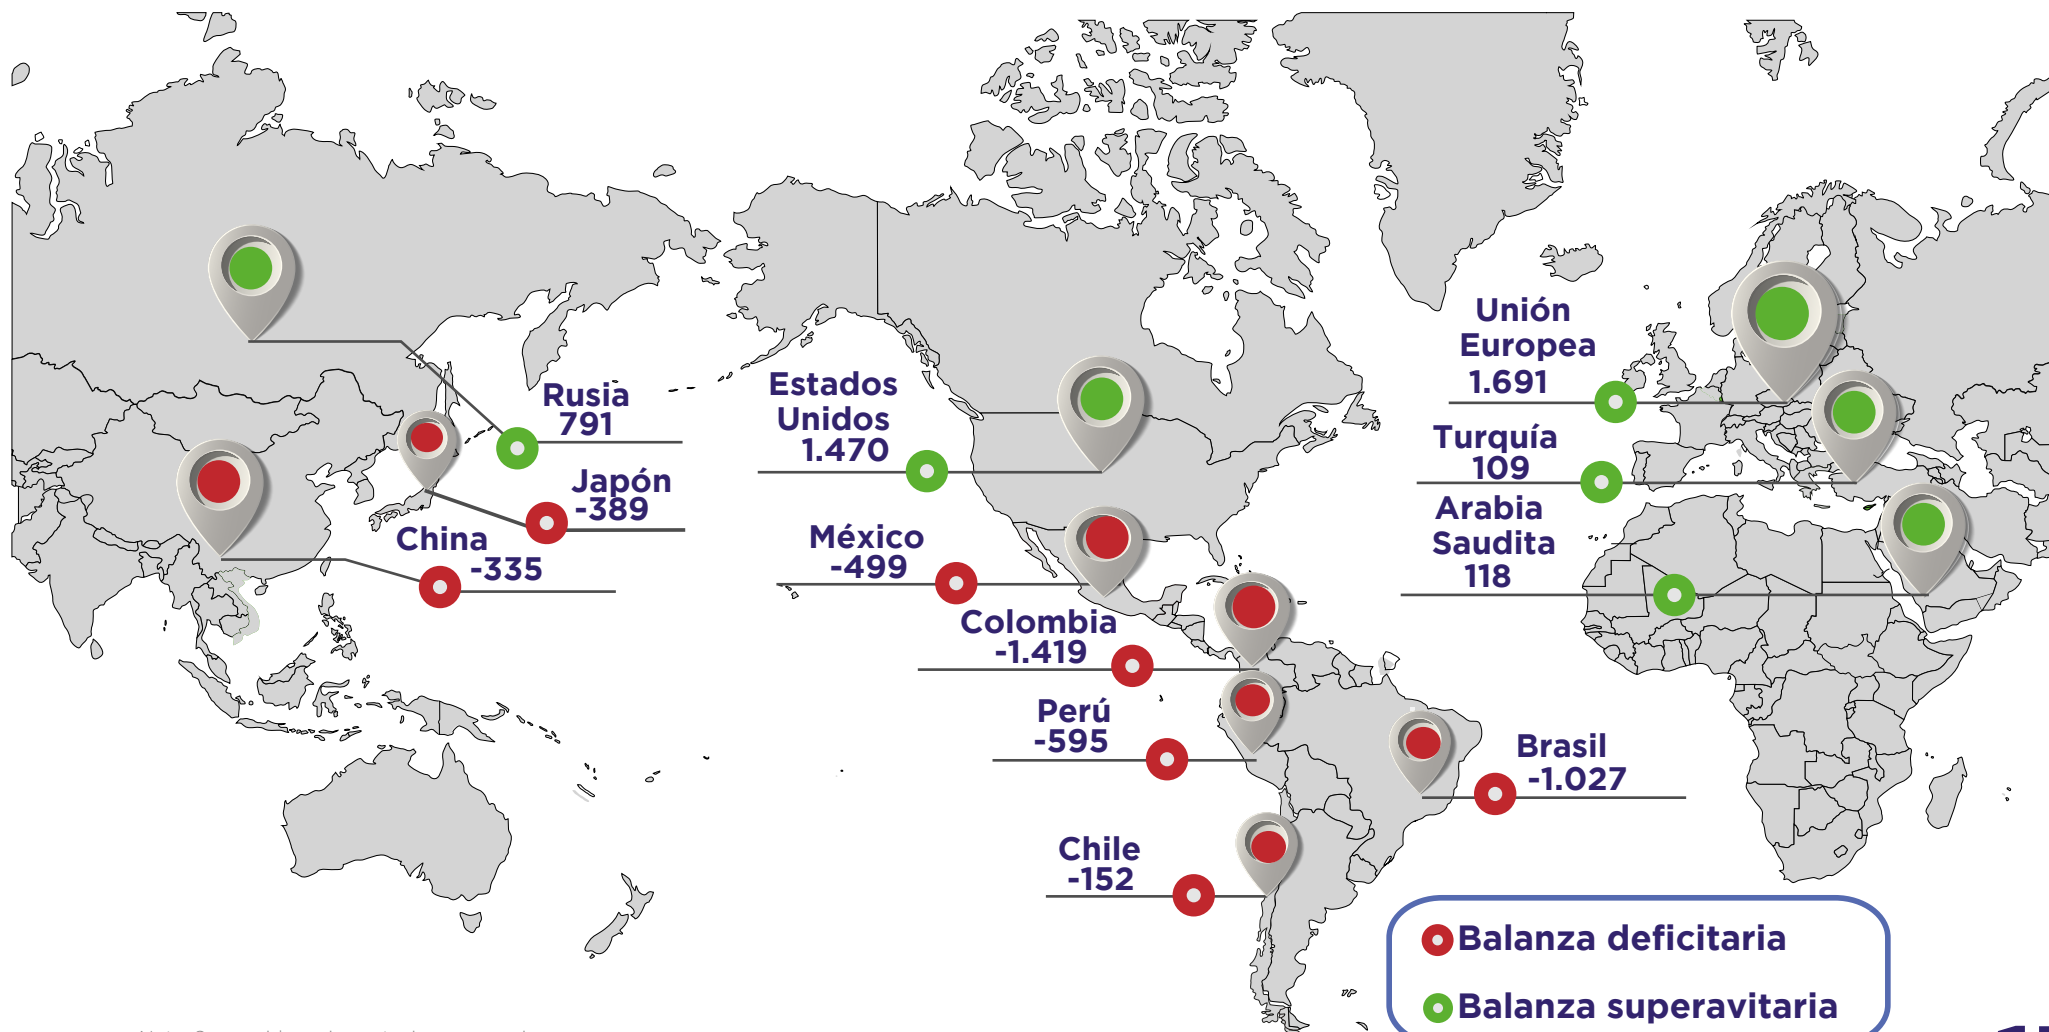 Rusia
791
Japón
-389
China
-335
Estados
Unidos
1.470
México
-499
Colombia
-1.419
Perú
-595
Chile
-152
Brasil
-1.027
Unión
Europea
1.691
Turquía
109
Arabia
Saudita
118
Balanza deficitaria
Balanza superavitaria